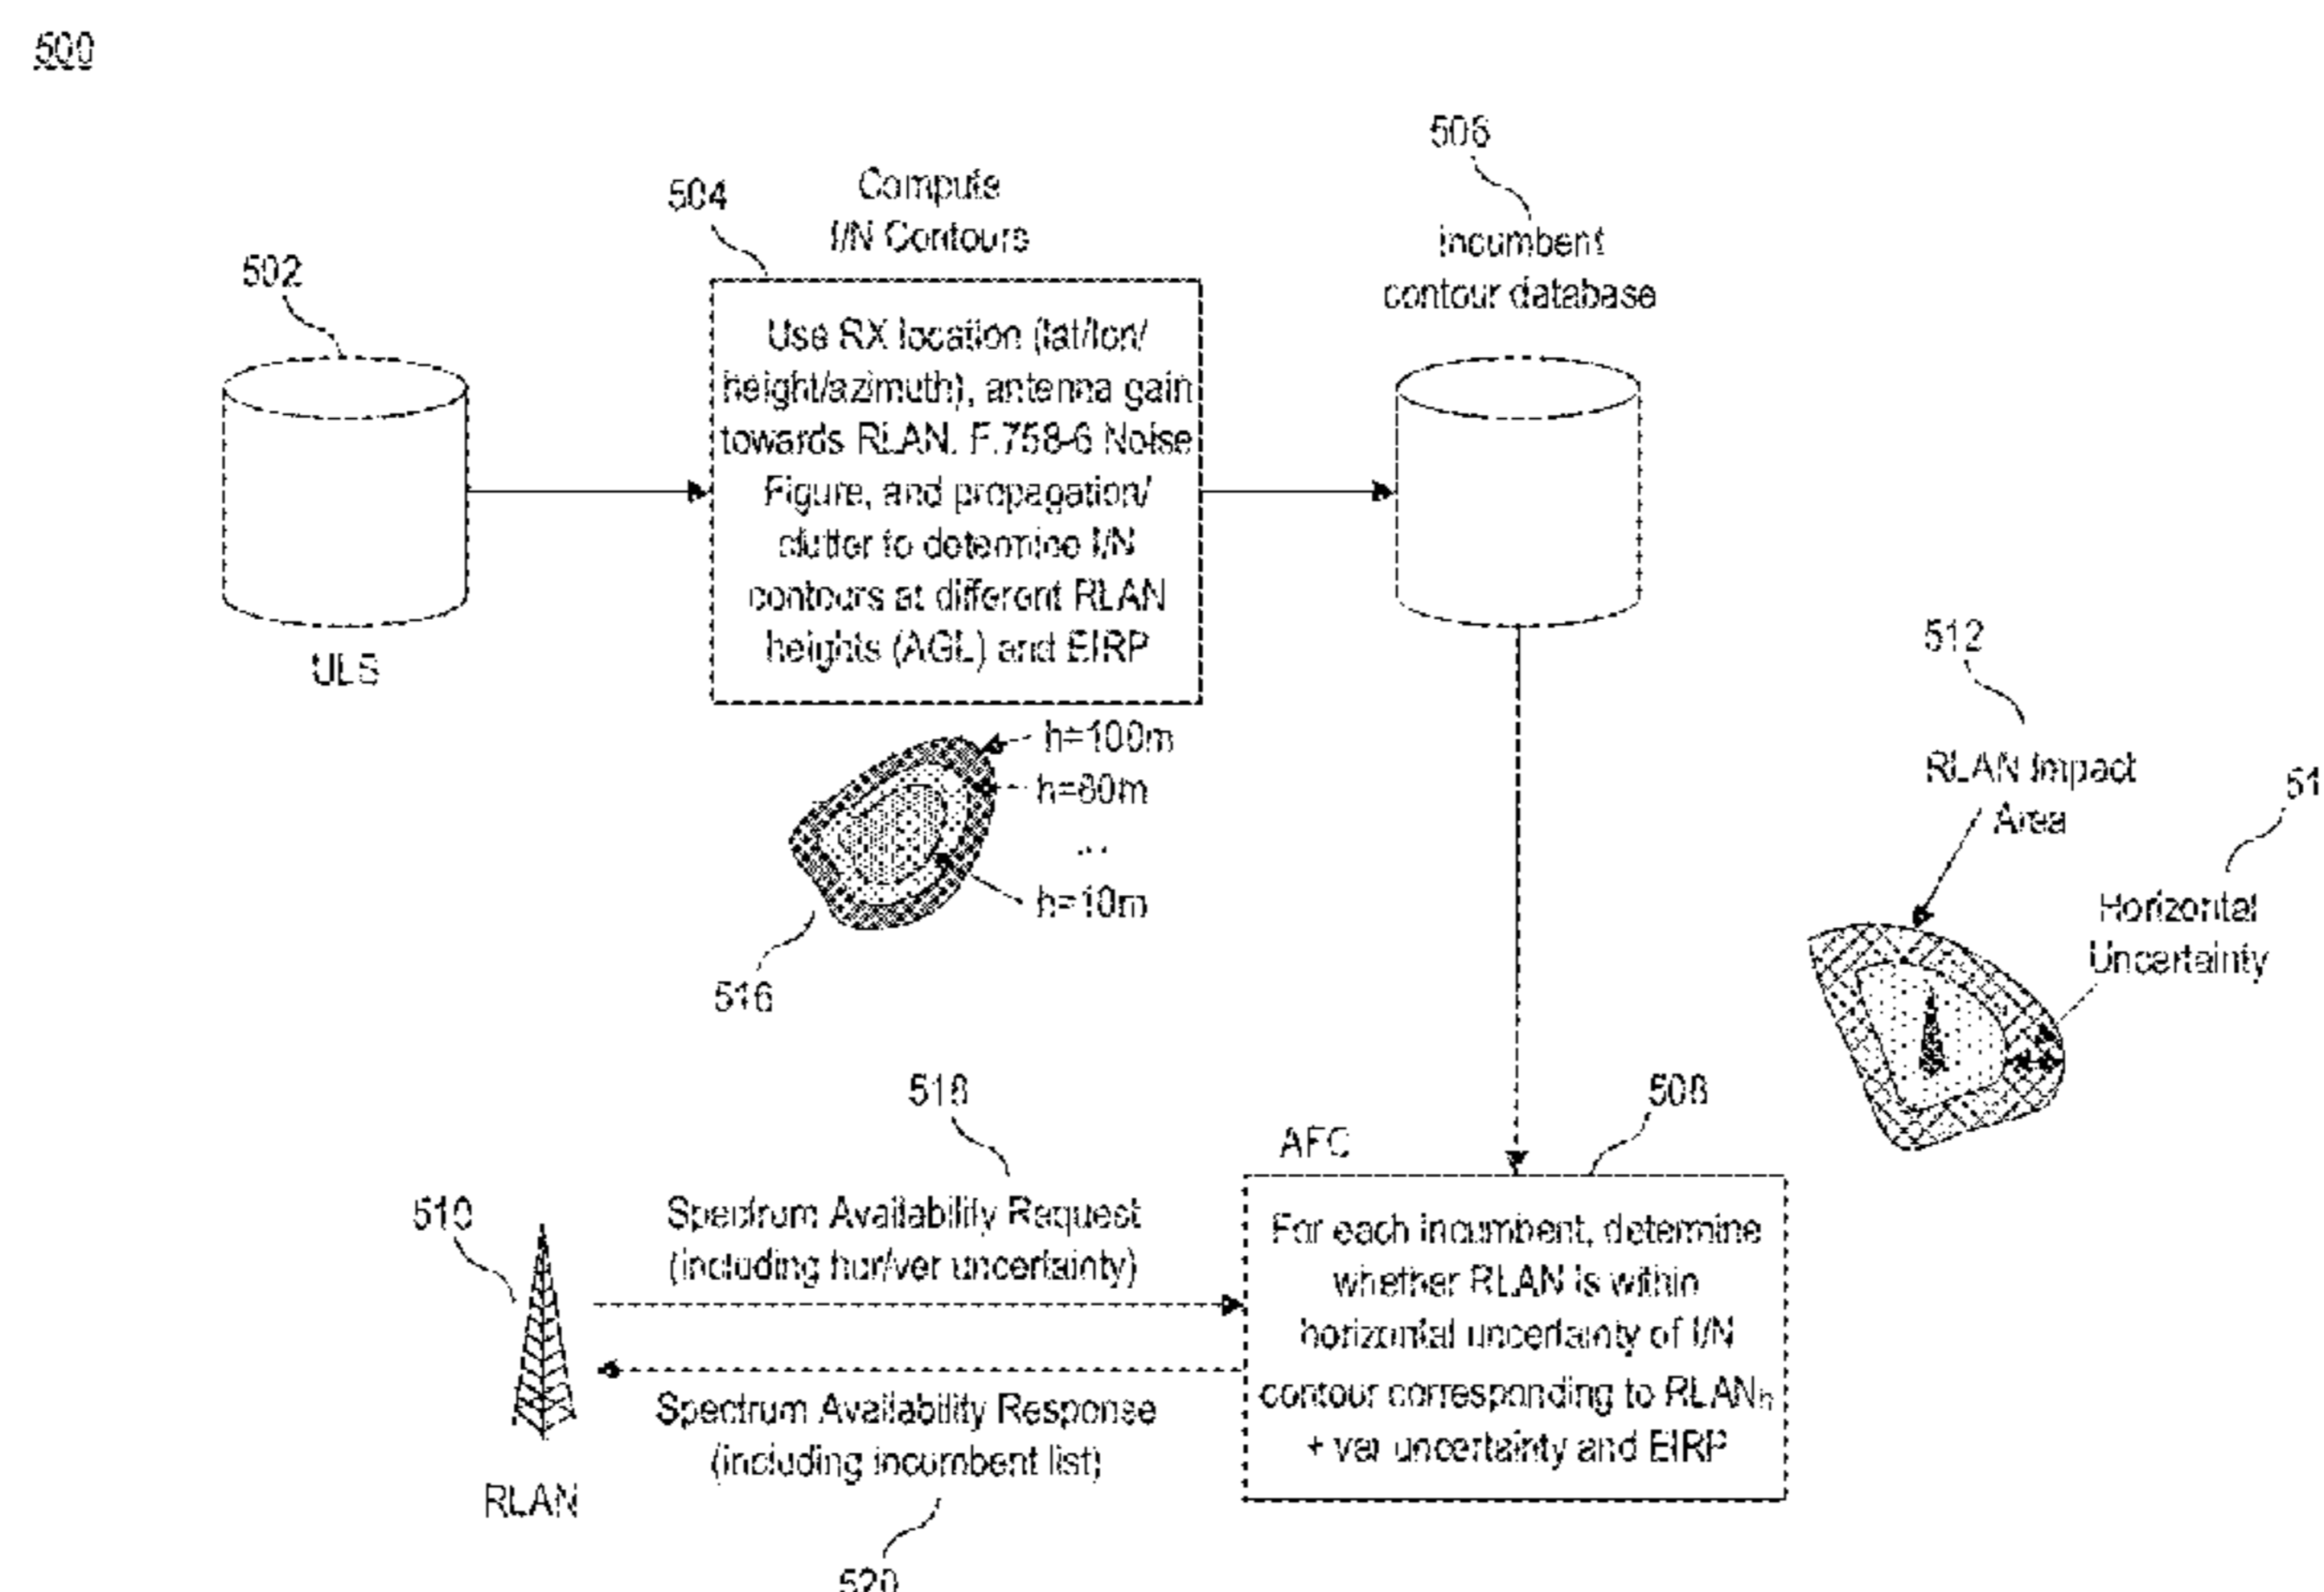 500
506
504
Compute
I/N Contours
502
incumbent
contour database
Use RX location (lat/lon/
height/azimuth), antenna gain
towards RLAN, F.758-6 Noise
Figure, and propagation/
clutter to determine I/N
contours at different RLAN
heights (AGL) and EIRP
ULS
512
h=100m
h=80m
...
h=10m
RLAN Impact
Area
51
Horizontal
Uncertainty
516
518
508
AFC
510
Spectrum Availability Request
(including hor/ver uncertainty)
For each incumbent, determine
whether RLAN is within
horizontal uncertainty of I/N
contour corresponding to RLANh
+ ver uncertainty and EIRP
Spectrum Availability Response
(including incumbent list)
RLAN
520